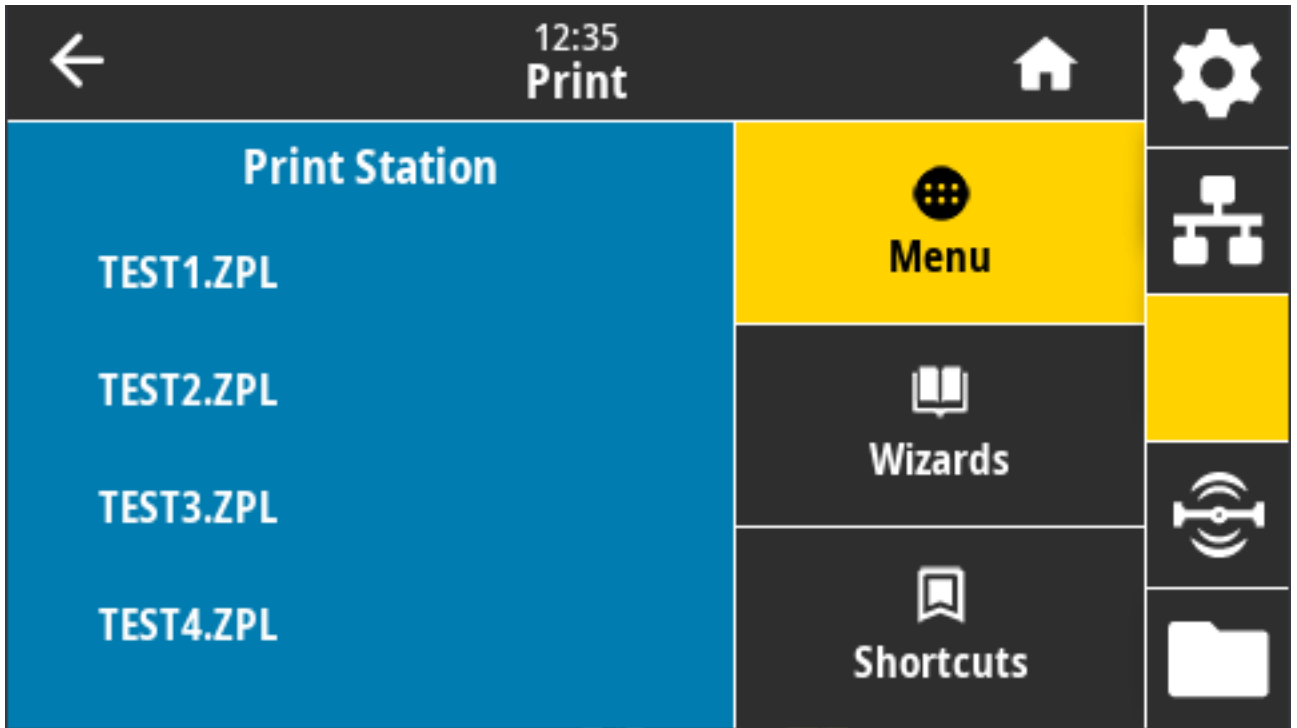 12:35
Print
Print Station
TEST1.ZPL
TEST2.ZPL
TEST3.ZPL
TEST4.ZPL
Menu
Wizards
Shortcuts